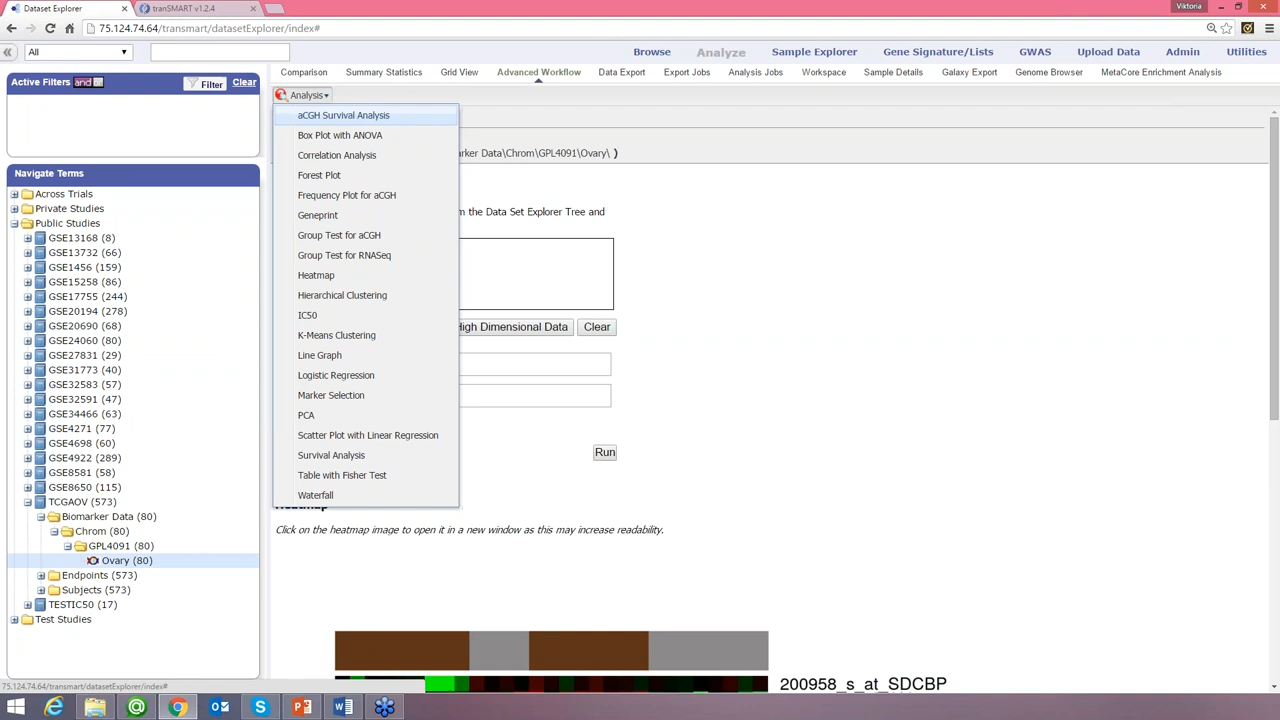 Dataset Explorer
tranSMART v1.2.4
Viktoria
75.124.74.64/transmart/datasetExplorer/index#
All
Browse
Analyze
Sample Explorer
Gene Signature/Lists
GWAS
Upload Data
Admin
Utilities
Active Filters
and
Filter
Clear
Comparison
Summary Statistics
Grid View
Advanced Workflow
Data Export
Export Jobs
Analysis Jobs
Workspace
Sample Details
Galaxy Export
Genome Browser
MetaCore Enrichment Analysis
Analysis
aCGH Survival Analysis
Box Plot with ANOVA
Correlation Analysis
Forest Plot
Frequency Plot for aCGH
Geneprint
Group Test for aCGH
Group Test for RNASeq
Heatmap
Hierarchical Clustering
IC50
K-Means Clustering
Line Graph
Logistic Regression
Marker Selection
PCA
Scatter Plot with Linear Regression
Survival Analysis
Table with Fisher Test
Waterfall
rker Data\Chrom\GPL4091\Ovary\ )
m the Data Set Explorer Tree and
High Dimensional Data
Clear
Run
Navigate Terms
Across Trials
Private Studies
Public Studies
GSE13168 (8)
GSE13732 (66)
GSE1456 (159)
GSE15258 (86)
GSE17755 (244)
GSE20194 (278)
GSE20690 (68)
GSE24060 (80)
GSE27831 (29)
GSE31773 (40)
GSE32583 (57)
GSE32591 (47)
GSE34466 (63)
GSE4271 (77)
GSE4698 (60)
GSE4922 (289)
GSE8581 (58)
GSE8650 (115)
TCGAOV (573)
Biomarker Data (80)
Chrom (80)
GPL4091 (80)
Ovary (80)
Endpoints (573)
Subjects (573)
TESTIC50 (17)
Test Studies
Heatmap
Click on the heatmap image to open it in a new window as this may increase readability.
200958_s_at_SDCBP
75.124.74.64/transmart/datasetExplorer/index#